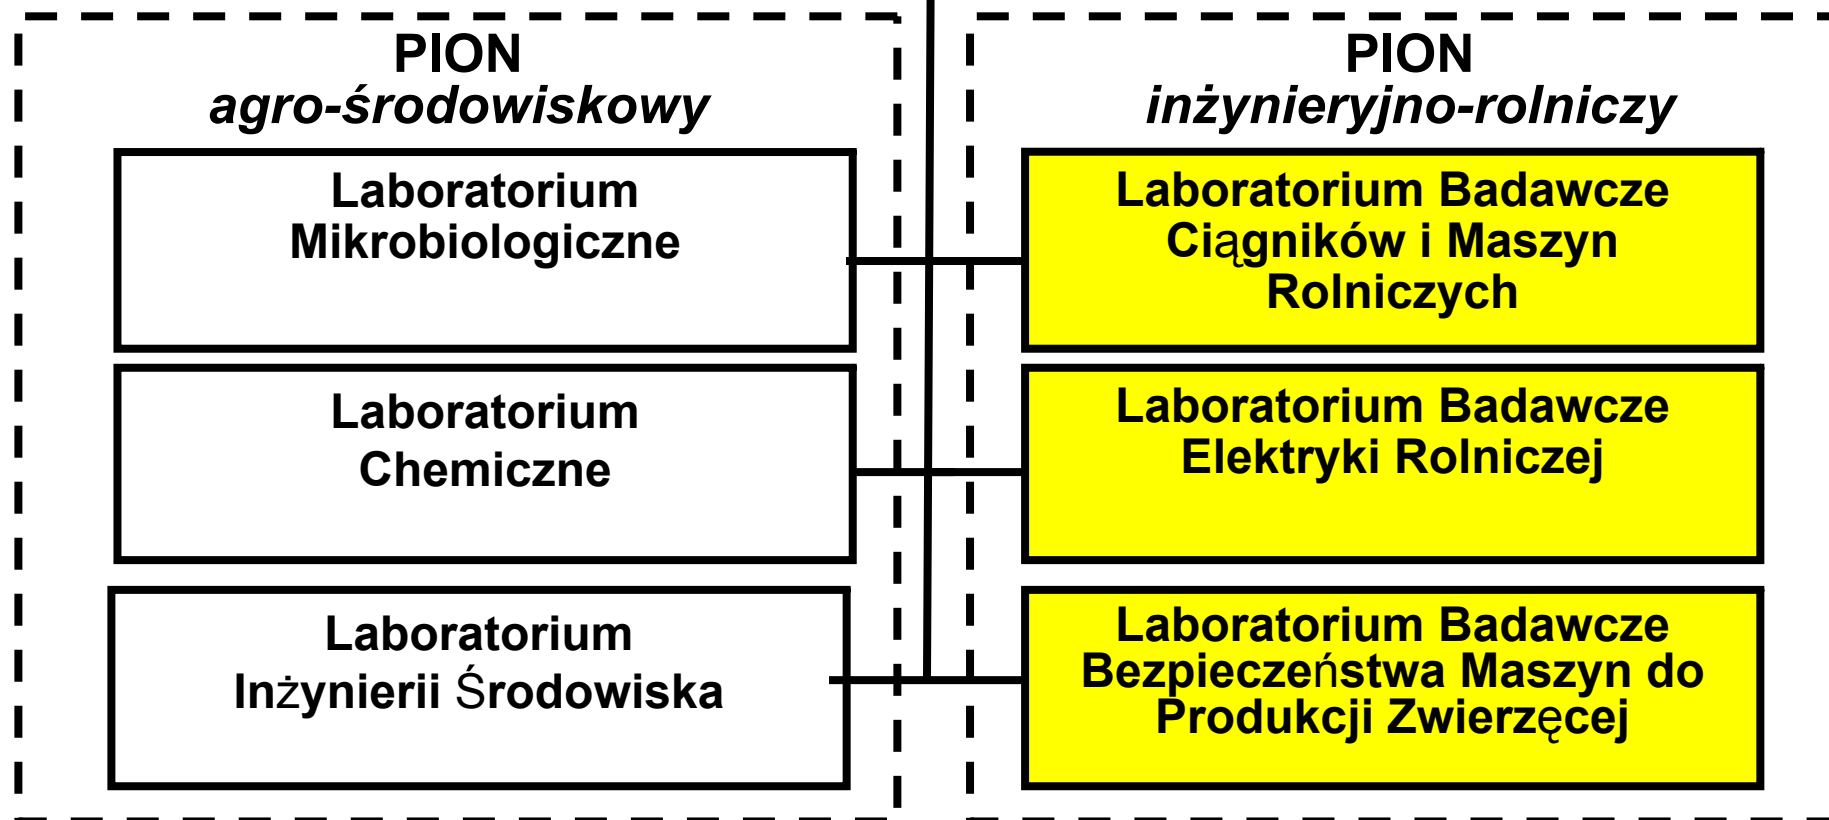 PION
agro-środowiskowy
Laboratorium
Mikrobiologiczne
Laboratorium
Chemiczne
Laboratorium
Inżynierii Środowiska
PION
inżynieryjno-rolniczy
Laboratorium Badawcze
Ciągników i Maszyn
Rolniczych
Laboratorium Badawcze
Elektryki Rolniczej
Laboratorium Badawcze
Bezpieczeństwa Maszyn do
Produkcji Zwierzęcej